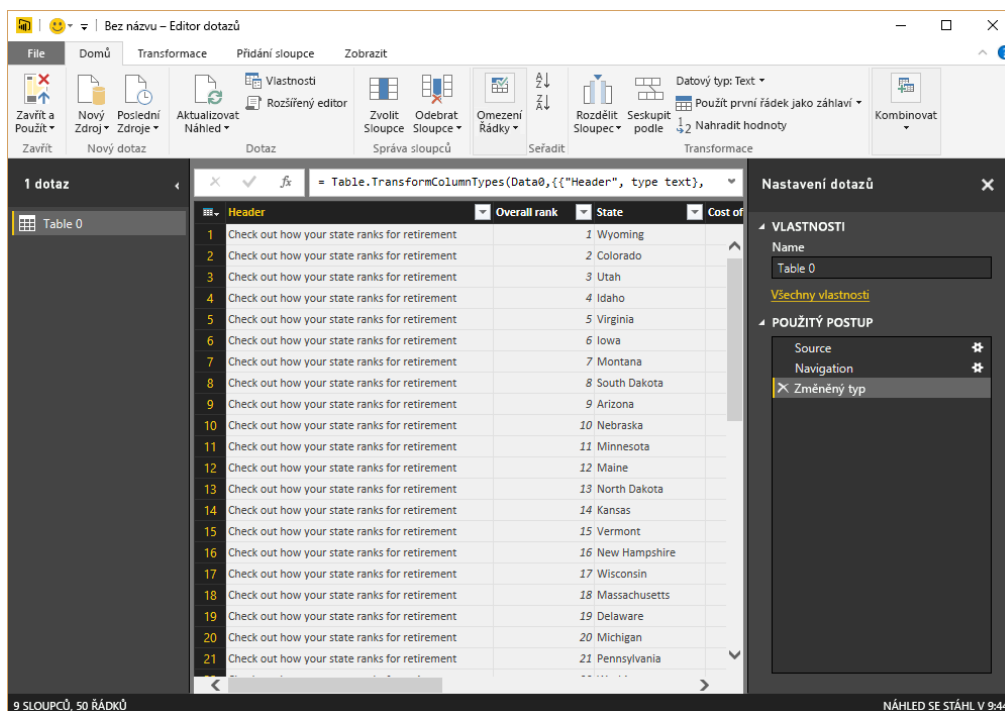 Bez názvu – Editor dotazů
File Domů Transformace Přidání sloupce Zobrazit
Zavřít a Použít
Nový Zdroj
Poslední Zdroje
Aktualizovat Náhled
Vlastnosti
Rozšířený editor
Zvolit Sloupce
Odebrat Sloupce
Omezení Řádky
Rozdělit Sloupec
Seskupit podle
Datový typ: Text
Použít první řádek jako záhlaví
Nahradit hodnoty
Kombinovat
Zavřít Nový dotaz Dotaz Správa sloupců Seřadit Transformace
1 dotaz
Table 0
fx = Table.TransformColumnTypes(Data0,{{"Header", type text},
Header Overall rank State Cost of
1 Check out how your state ranks for retirement 1 Wyoming
2 Check out how your state ranks for retirement 2 Colorado
3 Check out how your state ranks for retirement 3 Utah
4 Check out how your state ranks for retirement 4 Idaho
5 Check out how your state ranks for retirement 5 Virginia
6 Check out how your state ranks for retirement 6 Iowa
7 Check out how your state ranks for retirement 7 Montana
8 Check out how your state ranks for retirement 8 South Dakota
9 Check out how your state ranks for retirement 9 Arizona
10 Check out how your state ranks for retirement 10 Nebraska
11 Check out how your state ranks for retirement 11 Minnesota
12 Check out how your state ranks for retirement 12 Maine
13 Check out how your state ranks for retirement 13 North Dakota
14 Check out how your state ranks for retirement 14 Kansas
15 Check out how your state ranks for retirement 15 Vermont
16 Check out how your state ranks for retirement 16 New Hampshire
17 Check out how your state ranks for retirement 17 Wisconsin
18 Check out how your state ranks for retirement 18 Massachusetts
19 Check out how your state ranks for retirement 19 Delaware
20 Check out how your state ranks for retirement 20 Michigan
21 Check out how your state ranks for retirement 21 Pennsylvania
Nastavení dotazů
VLASTNOSTI
Name
Table 0
Všechny vlastnosti
POUŽITÝ POSTUP
Source
Navigation
Změněný typ
9 SLOUPCŮ, 50 ŘÁDKŮ
NÁHLED SE STÁHL V